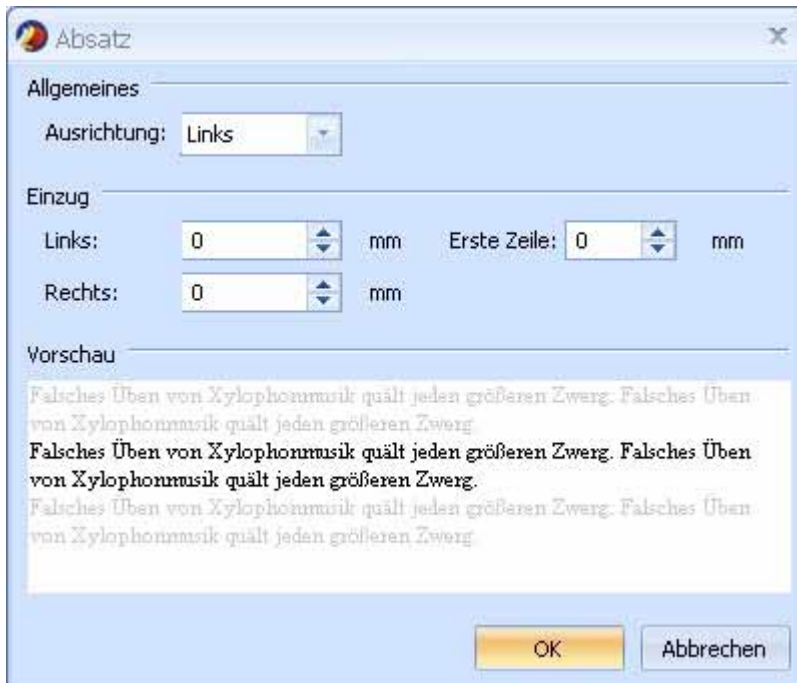 Absatz
Allgemeines
Ausrichtung: Links
Einzug
Links: 0 mm Erste Zeile: 0 mm
Rechts: 0 mm
Vorschau
Falsches Üben von Xylophonmusik quält jeden größeren Zwerg. Falsches Üben
von Xylophonmusik quält jeden größeren Zwerg.
Falsches Üben von Xylophonmusik quält jeden größeren Zwerg. Falsches Üben
von Xylophonmusik quält jeden größeren Zwerg.
Falsches Üben von Xylophonmusik quält jeden größeren Zwerg. Falsches Üben
von Xylophonmusik quält jeden größeren Zwerg.
OK Abbrechen